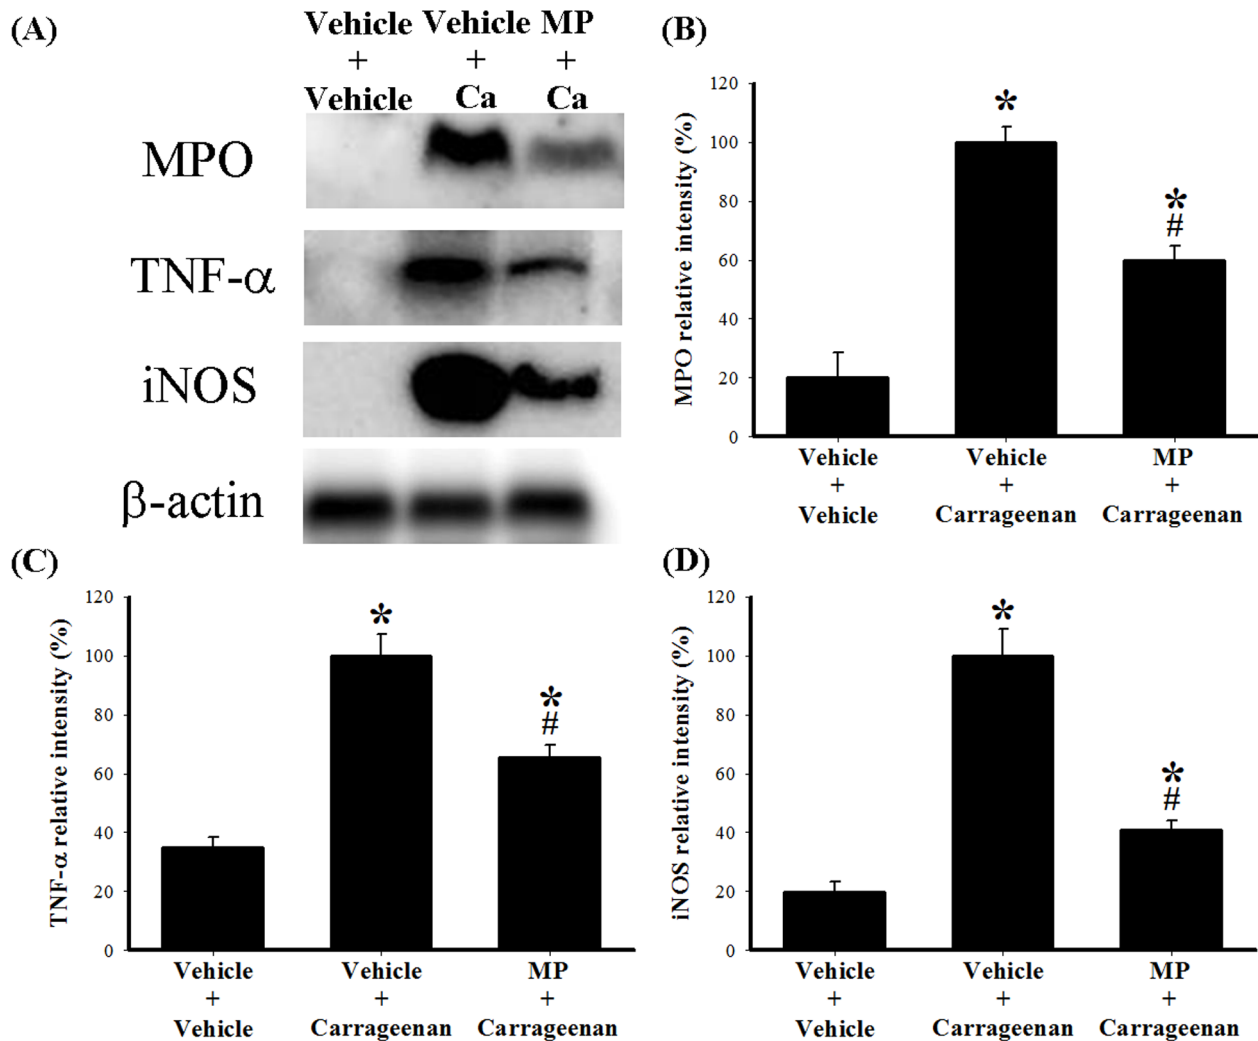 (A)
Vehicle Vehicle MP
+ + +
Vehicle Ca Ca
MPO
TNF-α
iNOS
β-actin
(B)
MPO relative intensity (%)
120
100
80
60
40
20
0
*
*
#
Vehicle Vehicle MP
+ + +
Vehicle Carrageenan Carrageenan
(C)
TNF-α relative intensity (%)
120
100
80
60
40
20
0
*
*
#
Vehicle Vehicle MP
+ + +
Vehicle Carrageenan Carrageenan
(D)
iNOS relative intensity (%)
120
100
80
60
40
20
0
*
*
#
Vehicle Vehicle MP
+ + +
Vehicle Carrageenan Carrageenan